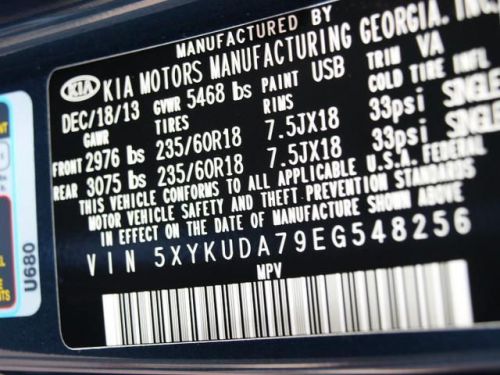 MANUFACTURED BY
KIA KIA MOTORS MANUFACTURING GEORGIA. INC.
DEC/18/13 GVWR 5468 lbs PAINT USB TRIM VA
GAWR TIRES RIMS COLD TIRE INFL
FRONT 2976 lbs 235/60R18 7.5JX18 33psi SINGLE
REAR 3075 lbs 235/60R18 7.5JX18 33psi SINGLE
THIS VEHICLE CONFORMS TO ALL APPLICABLE U.S.A. FEDERAL
MOTOR VEHICLE SAFETY AND THEFT PREVENTION STANDARDS
IN EFFECT ON THE DATE OF MANUFACTURE SHOWN ABOVE
VIN 5XYKUDA79EG548256
MPV
U680